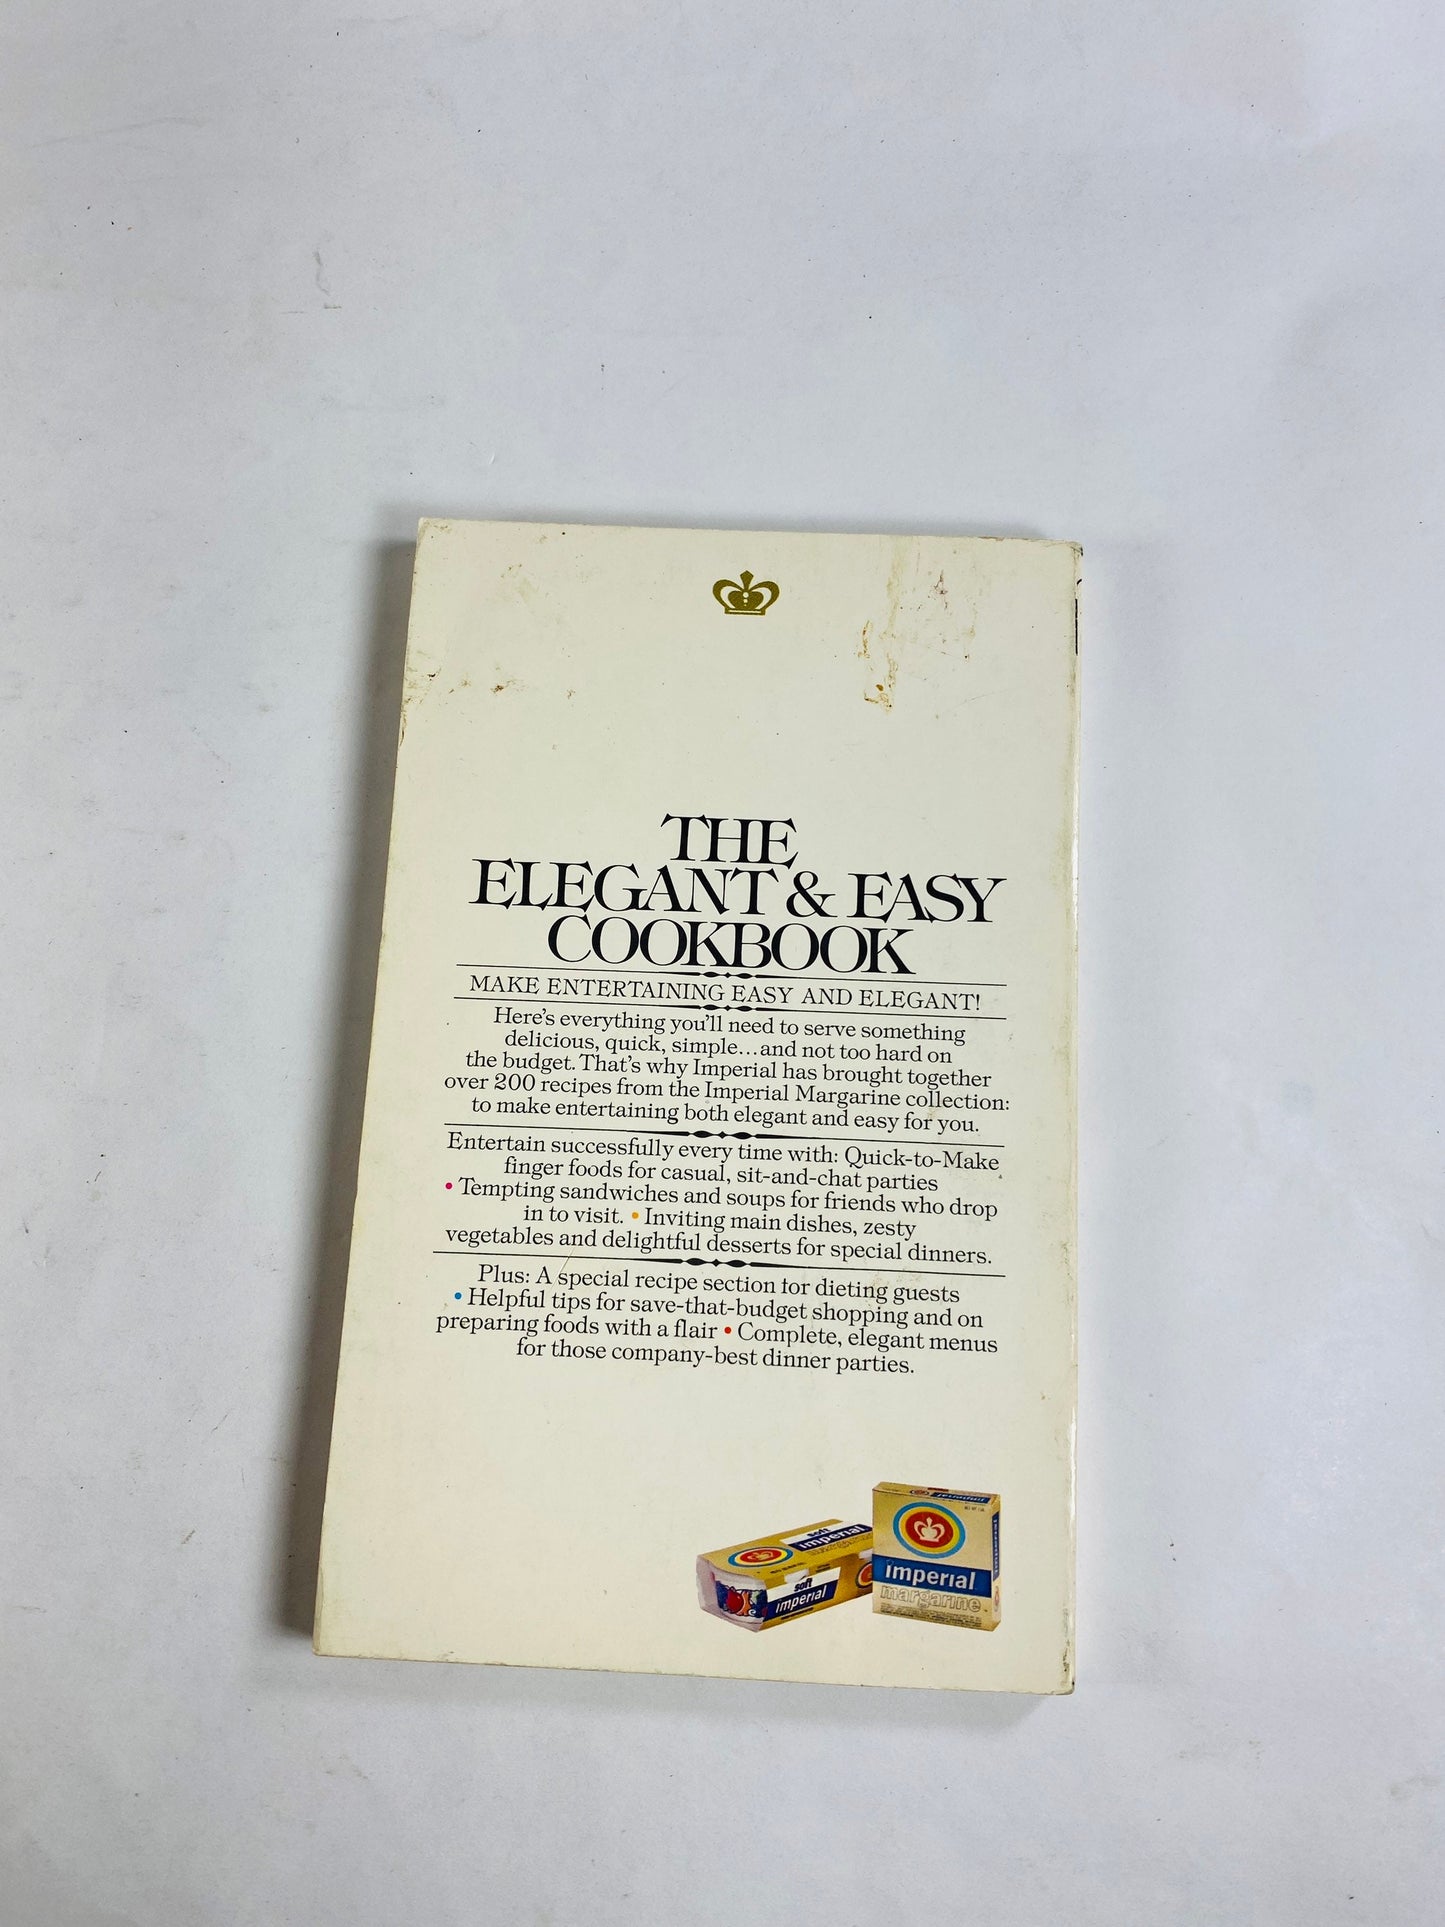 THE
ELEGANT & EASY
COOKBOOK
MAKE ENTERTAINING EASY AND ELEGANT!
Here's everything you'll need to serve something
delicious, quick, simple...and not too hard on
the budget. That's why Imperial has brought together
over 200 recipes from the Imperial Margarine collection:
to make entertaining both elegant and easy for you.
Entertain successfully every time with: Quick-to-Make
finger foods for casual, sit-and-chat parties
• Tempting sandwiches and soups for friends who drop
in to visit. • Inviting main dishes, zesty
vegetables and delightful desserts for special dinners.
Plus: A special recipe section for dieting guests
• Helpful tips for save-that-budget shopping and on
preparing foods with a flair • Complete, elegant menus
for those company-best dinner parties.
soft
imperial
soft
imperial
imperial
imperial
margarine
imperial